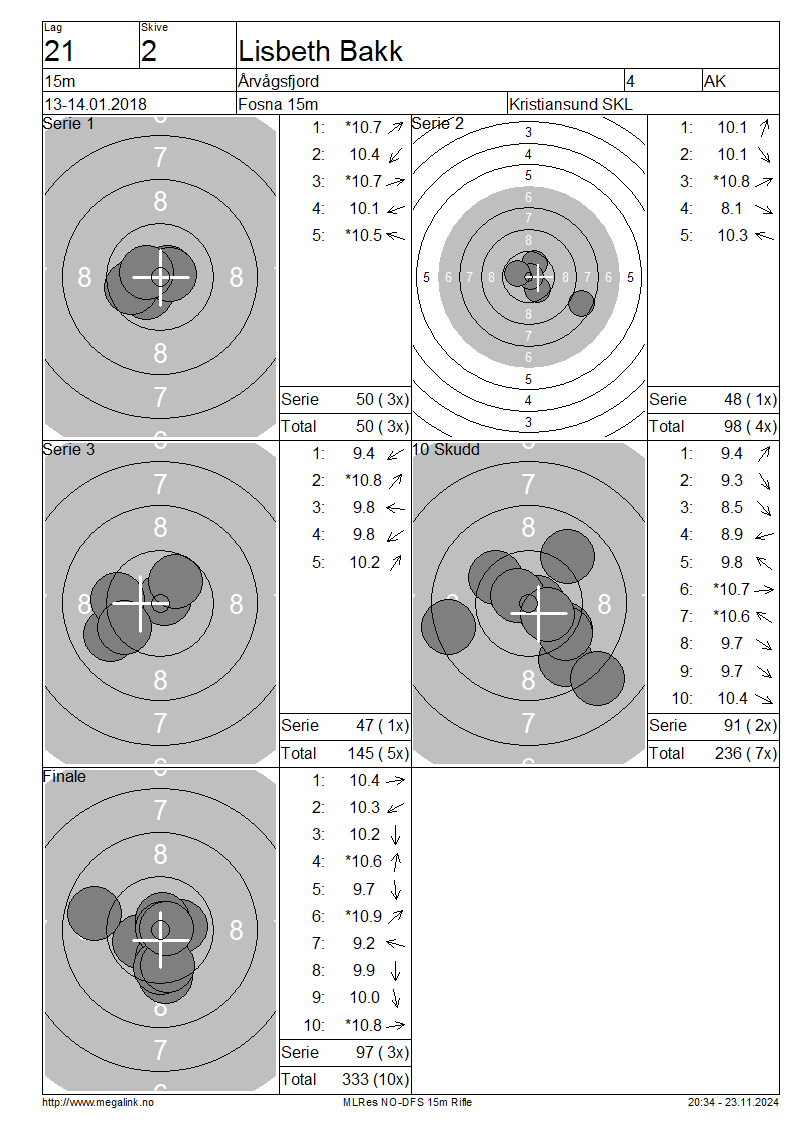 Lag
Skive
21
2
Lisbeth Bakk
15m
Årvågsfjord
4
AK
13-14.01.2018
Fosna 15m
Kristiansund SKL
Serie 1
7
8
8
8
8
7
1: *10.7
2: 10.4
3: *10.7
4: 10.1
5: *10.5
Serie 50 ( 3x)
Total 50 ( 3x)
Serie 2
3
4
5
6
7
8
5 6 7 8 8 7 6 5
8
7
6
5
4
3
1: 10.1
2: 10.1
3: *10.8
4: 8.1
5: 10.3
Serie 48 ( 1x)
Total 98 ( 4x)
Serie 3
7
8
8
8
8
7
1: 9.4
2: *10.8
3: 9.8
4: 9.8
5: 10.2
Serie 47 ( 1x)
Total 145 ( 5x)
10 Skudd
7
8
8
8
7
1: 9.4
2: 9.3
3: 8.5
4: 8.9
5: 9.8
6: *10.7
7: *10.6
8: 9.7
9: 9.7
10: 10.4
Serie 91 ( 2x)
Total 236 ( 7x)
Finale
7
8
8
8
7
1: 10.4
2: 10.3
3: 10.2
4: *10.6
5: 9.7
6: *10.9
7: 9.2
8: 9.9
9: 10.0
10: *10.8
Serie 97 ( 3x)
Total 333 (10x)
http://www.megalink.no
MLRes NO-DFS 15m Rifle
20:34 - 23.11.2024